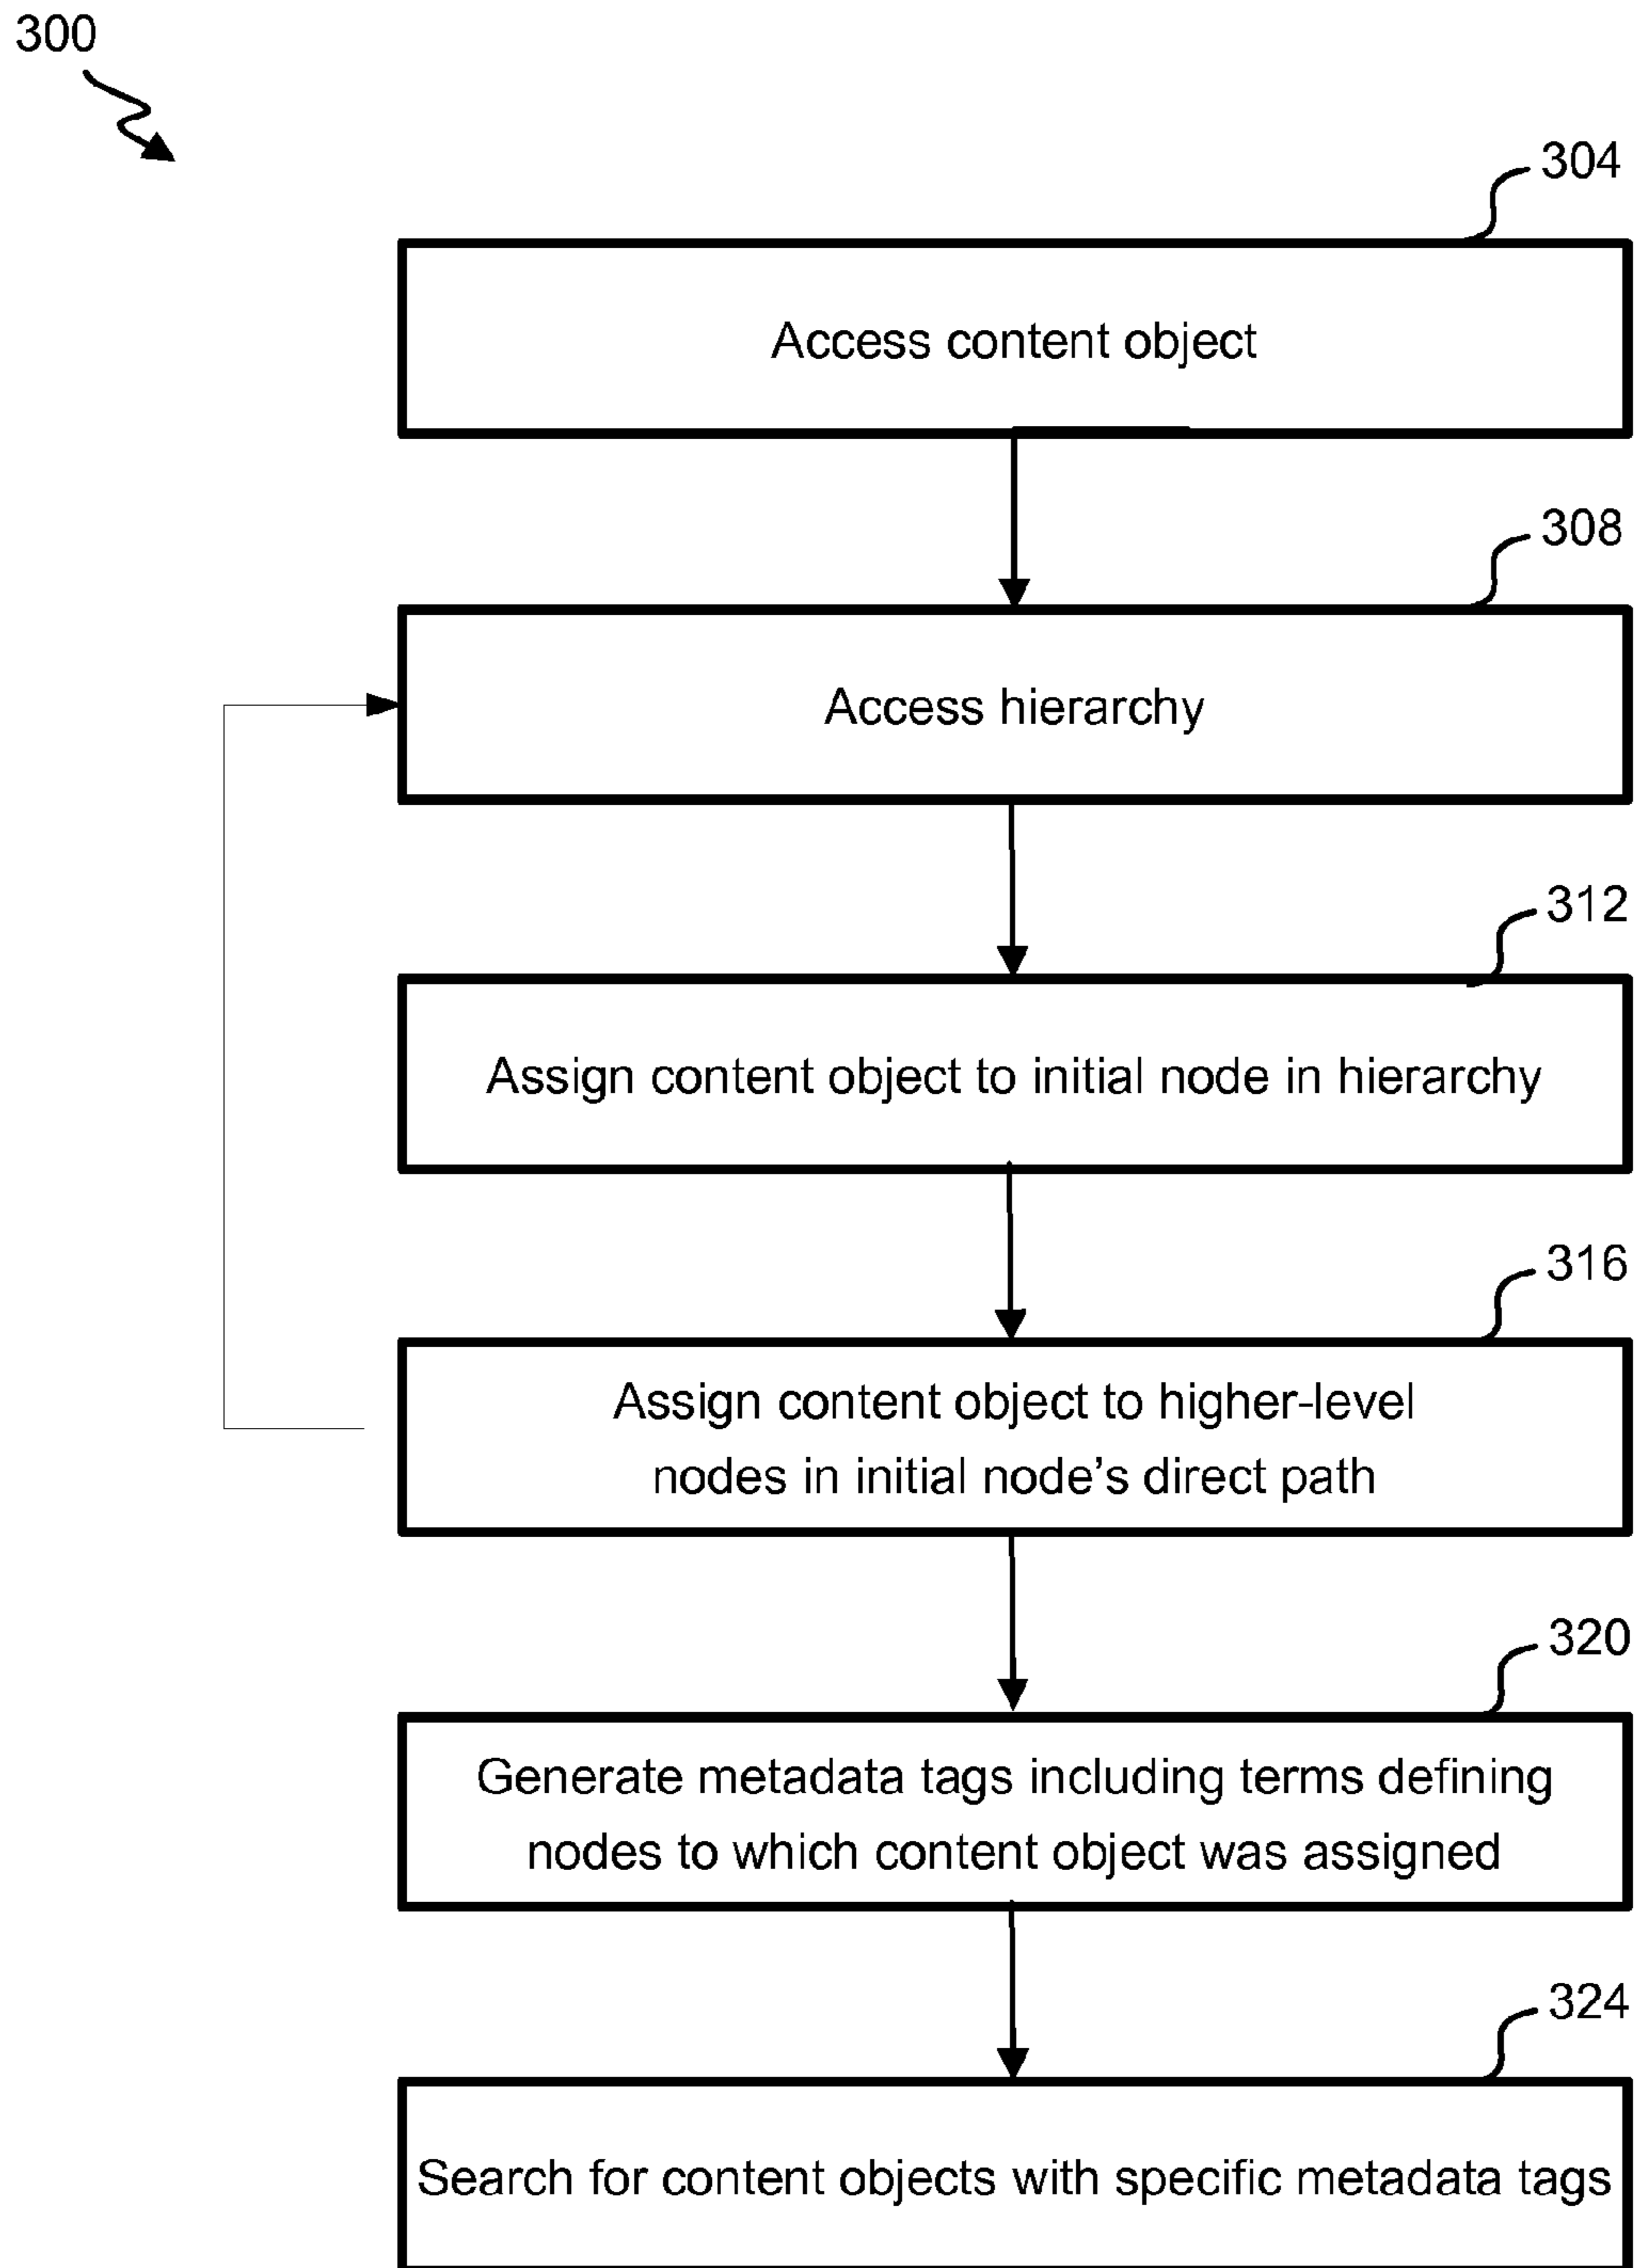 300
304
Access content object
308
Access hierarchy
312
Assign content object to initial node in hierarchy
316
Assign content object to higher-level
nodes in initial node's direct path
320
Generate metadata tags including terms defining
nodes to which content object was assigned
324
Search for content objects with specific metadata tags